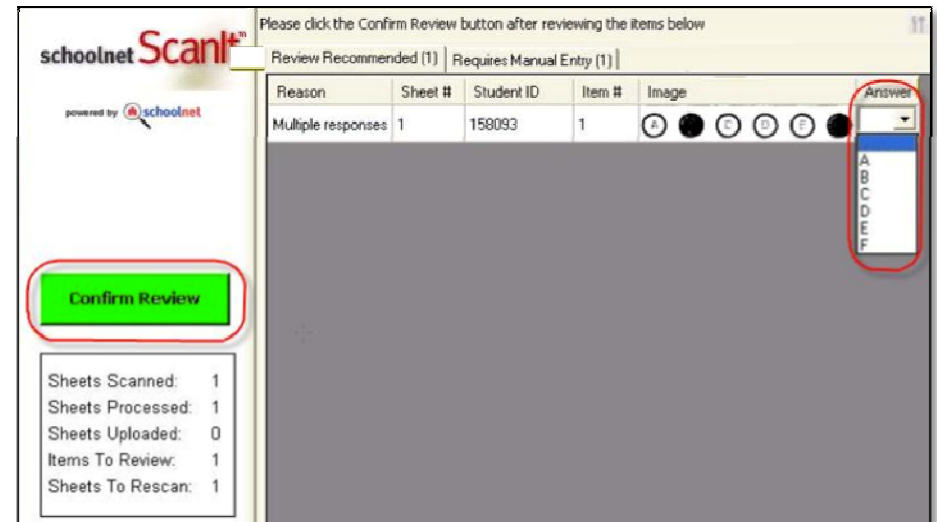 Please click the Confirm Review button after reviewing the items below
schoolnet ScanIt™
powered by schoolnet
Review Recommended (1) Requires Manual Entry (1)
Reason Sheet # Student ID Item # Image Answer
Multiple responses 1 158093 1 A C D
A
B
C
D
E
F
Confirm Review
Sheets Scanned: 1
Sheets Processed: 1
Sheets Uploaded: 0
Items To Review: 1
Sheets To Rescan: 1